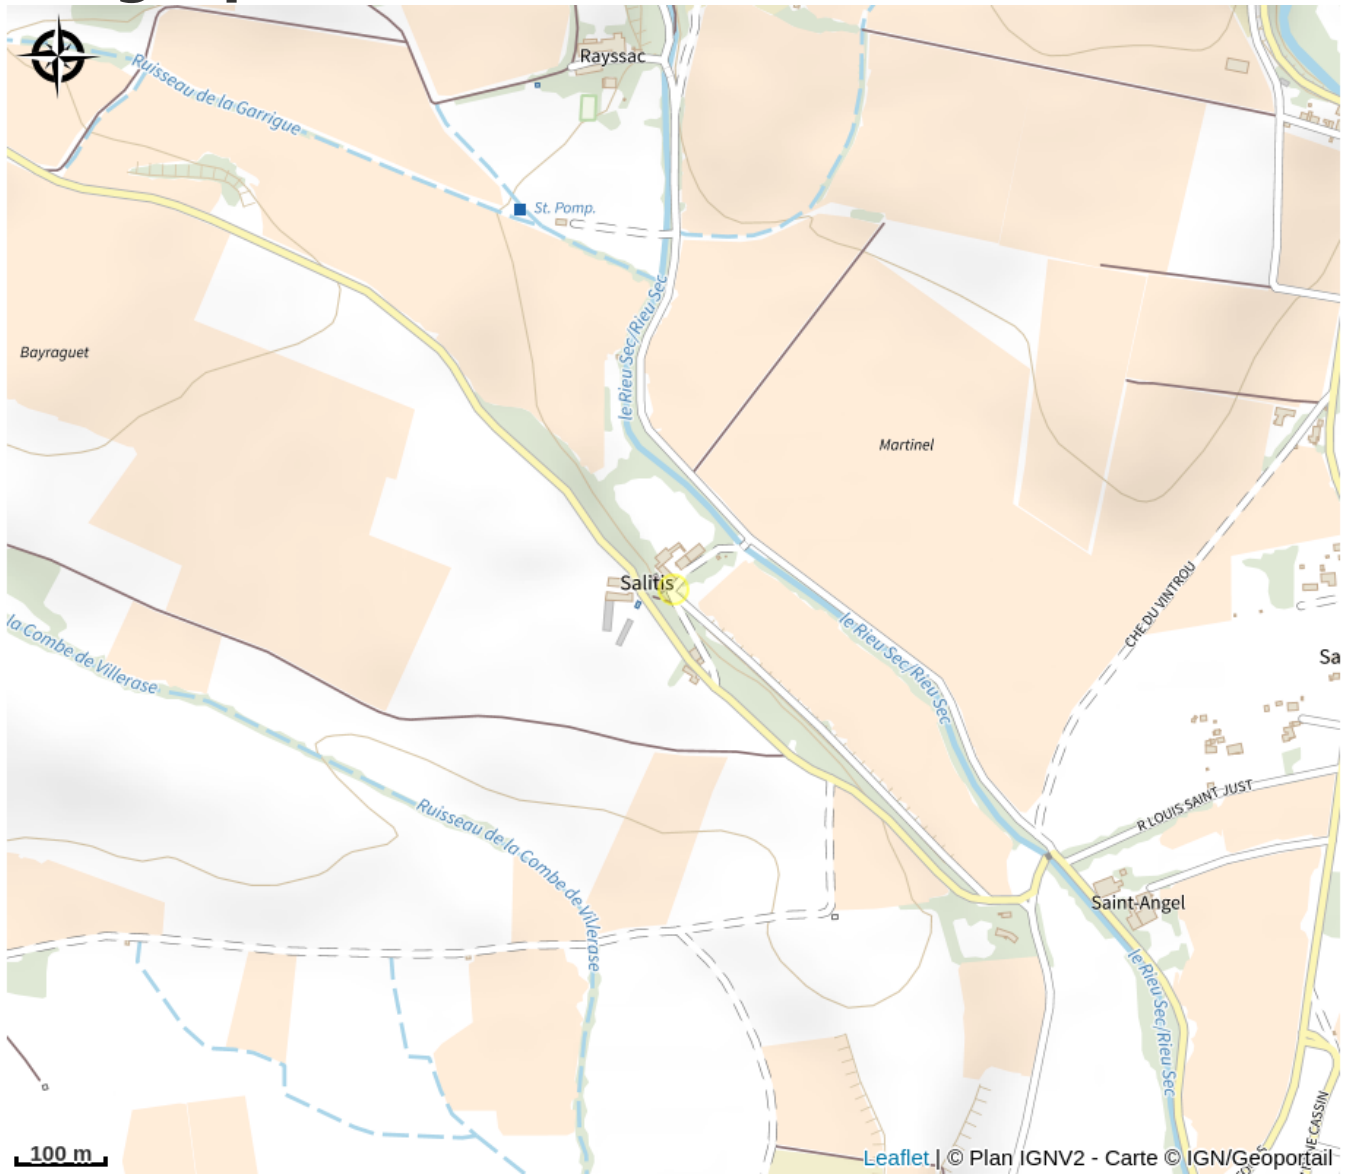 Rayssac
Ruisseau de la Garrigue
St. Pomp.
le Rieu Sec/Rieu Sec
Bayraguet
Martinel
Salitis
CHE DU VINTROU
le Rieu Sec/Rieu Sec
la Combe de Villerase
Sa
R LOUIS SAINT JUST
Ruisseau de la Combe de Villerase
Saint-Angel
le Rieu Sec/Rieu Sec
NE CASSIN
100 m
Leaflet | © Plan IGNV2 - Carte © IGN/Geoportail